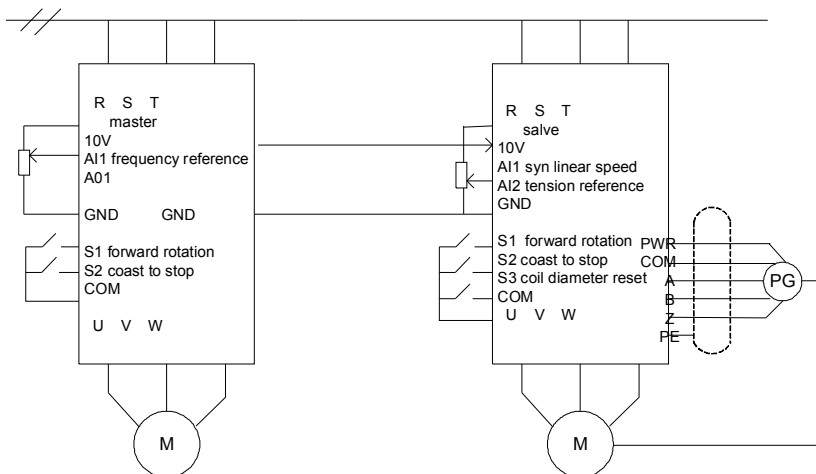 R S T
master
10V
AI1 frequency reference
A01
GND GND
S1 forward rotation
S2 coast to stop
COM
U V W
M
R S T
salve
10V
AI1 syn linear speed
AI2 tension reference
GND
S1 forward rotation
S2 coast to stop
S3 coil diameter reset
COM
U V W
PWR
COM
A
B
Z
PE
PG
M